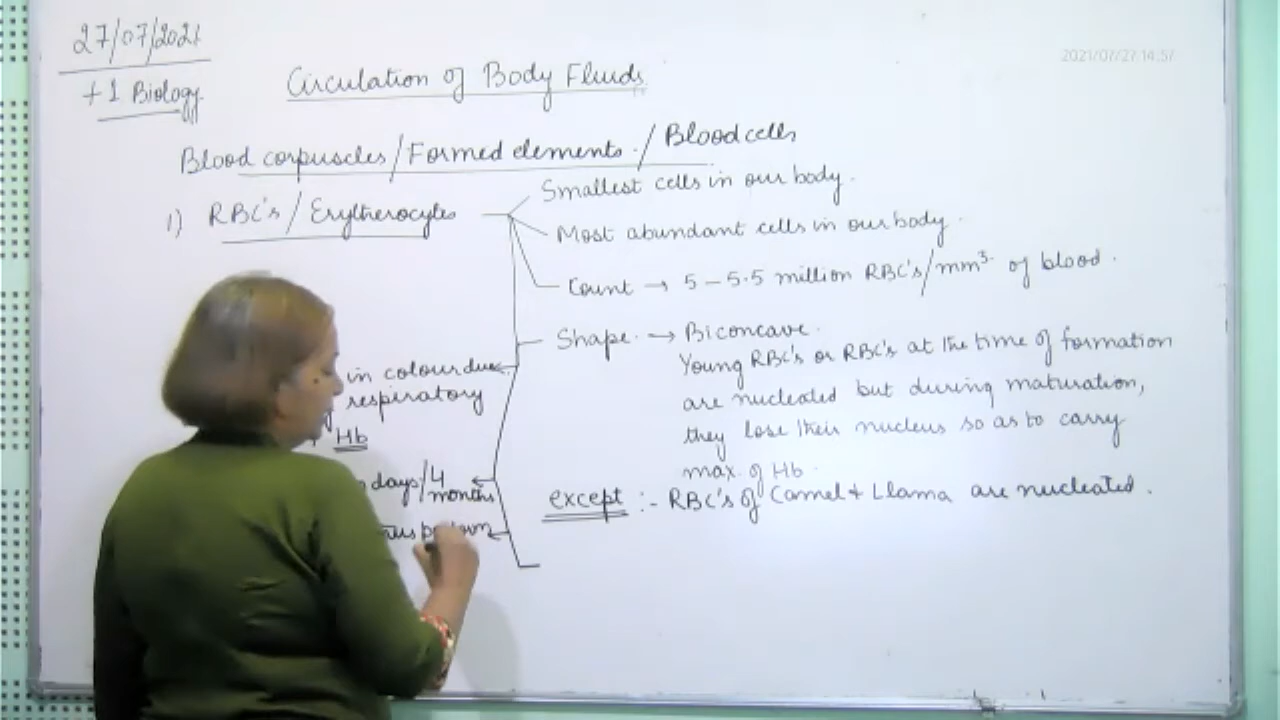 27/07/2021
+1 Biology
2021/07/27 14:57
Circulation of Body Fluids
Blood corpuscles/Formed elements./Blood cells
1) RBC's/Erytherocytes
Smallest cells in our body.
Most abundant cells in our body.
Count → 5-5.5 million RBC's/mm³ of blood.
Shape → Biconcave.
Young RBC's or RBC's at the time of formation
are nucleated but during maturation,
they lose their nucleus so as to carry
max. of Hb.
except :- RBC's of Camel + Llama are nucleated.
in colour due
respiratory
Hb
days/4
months